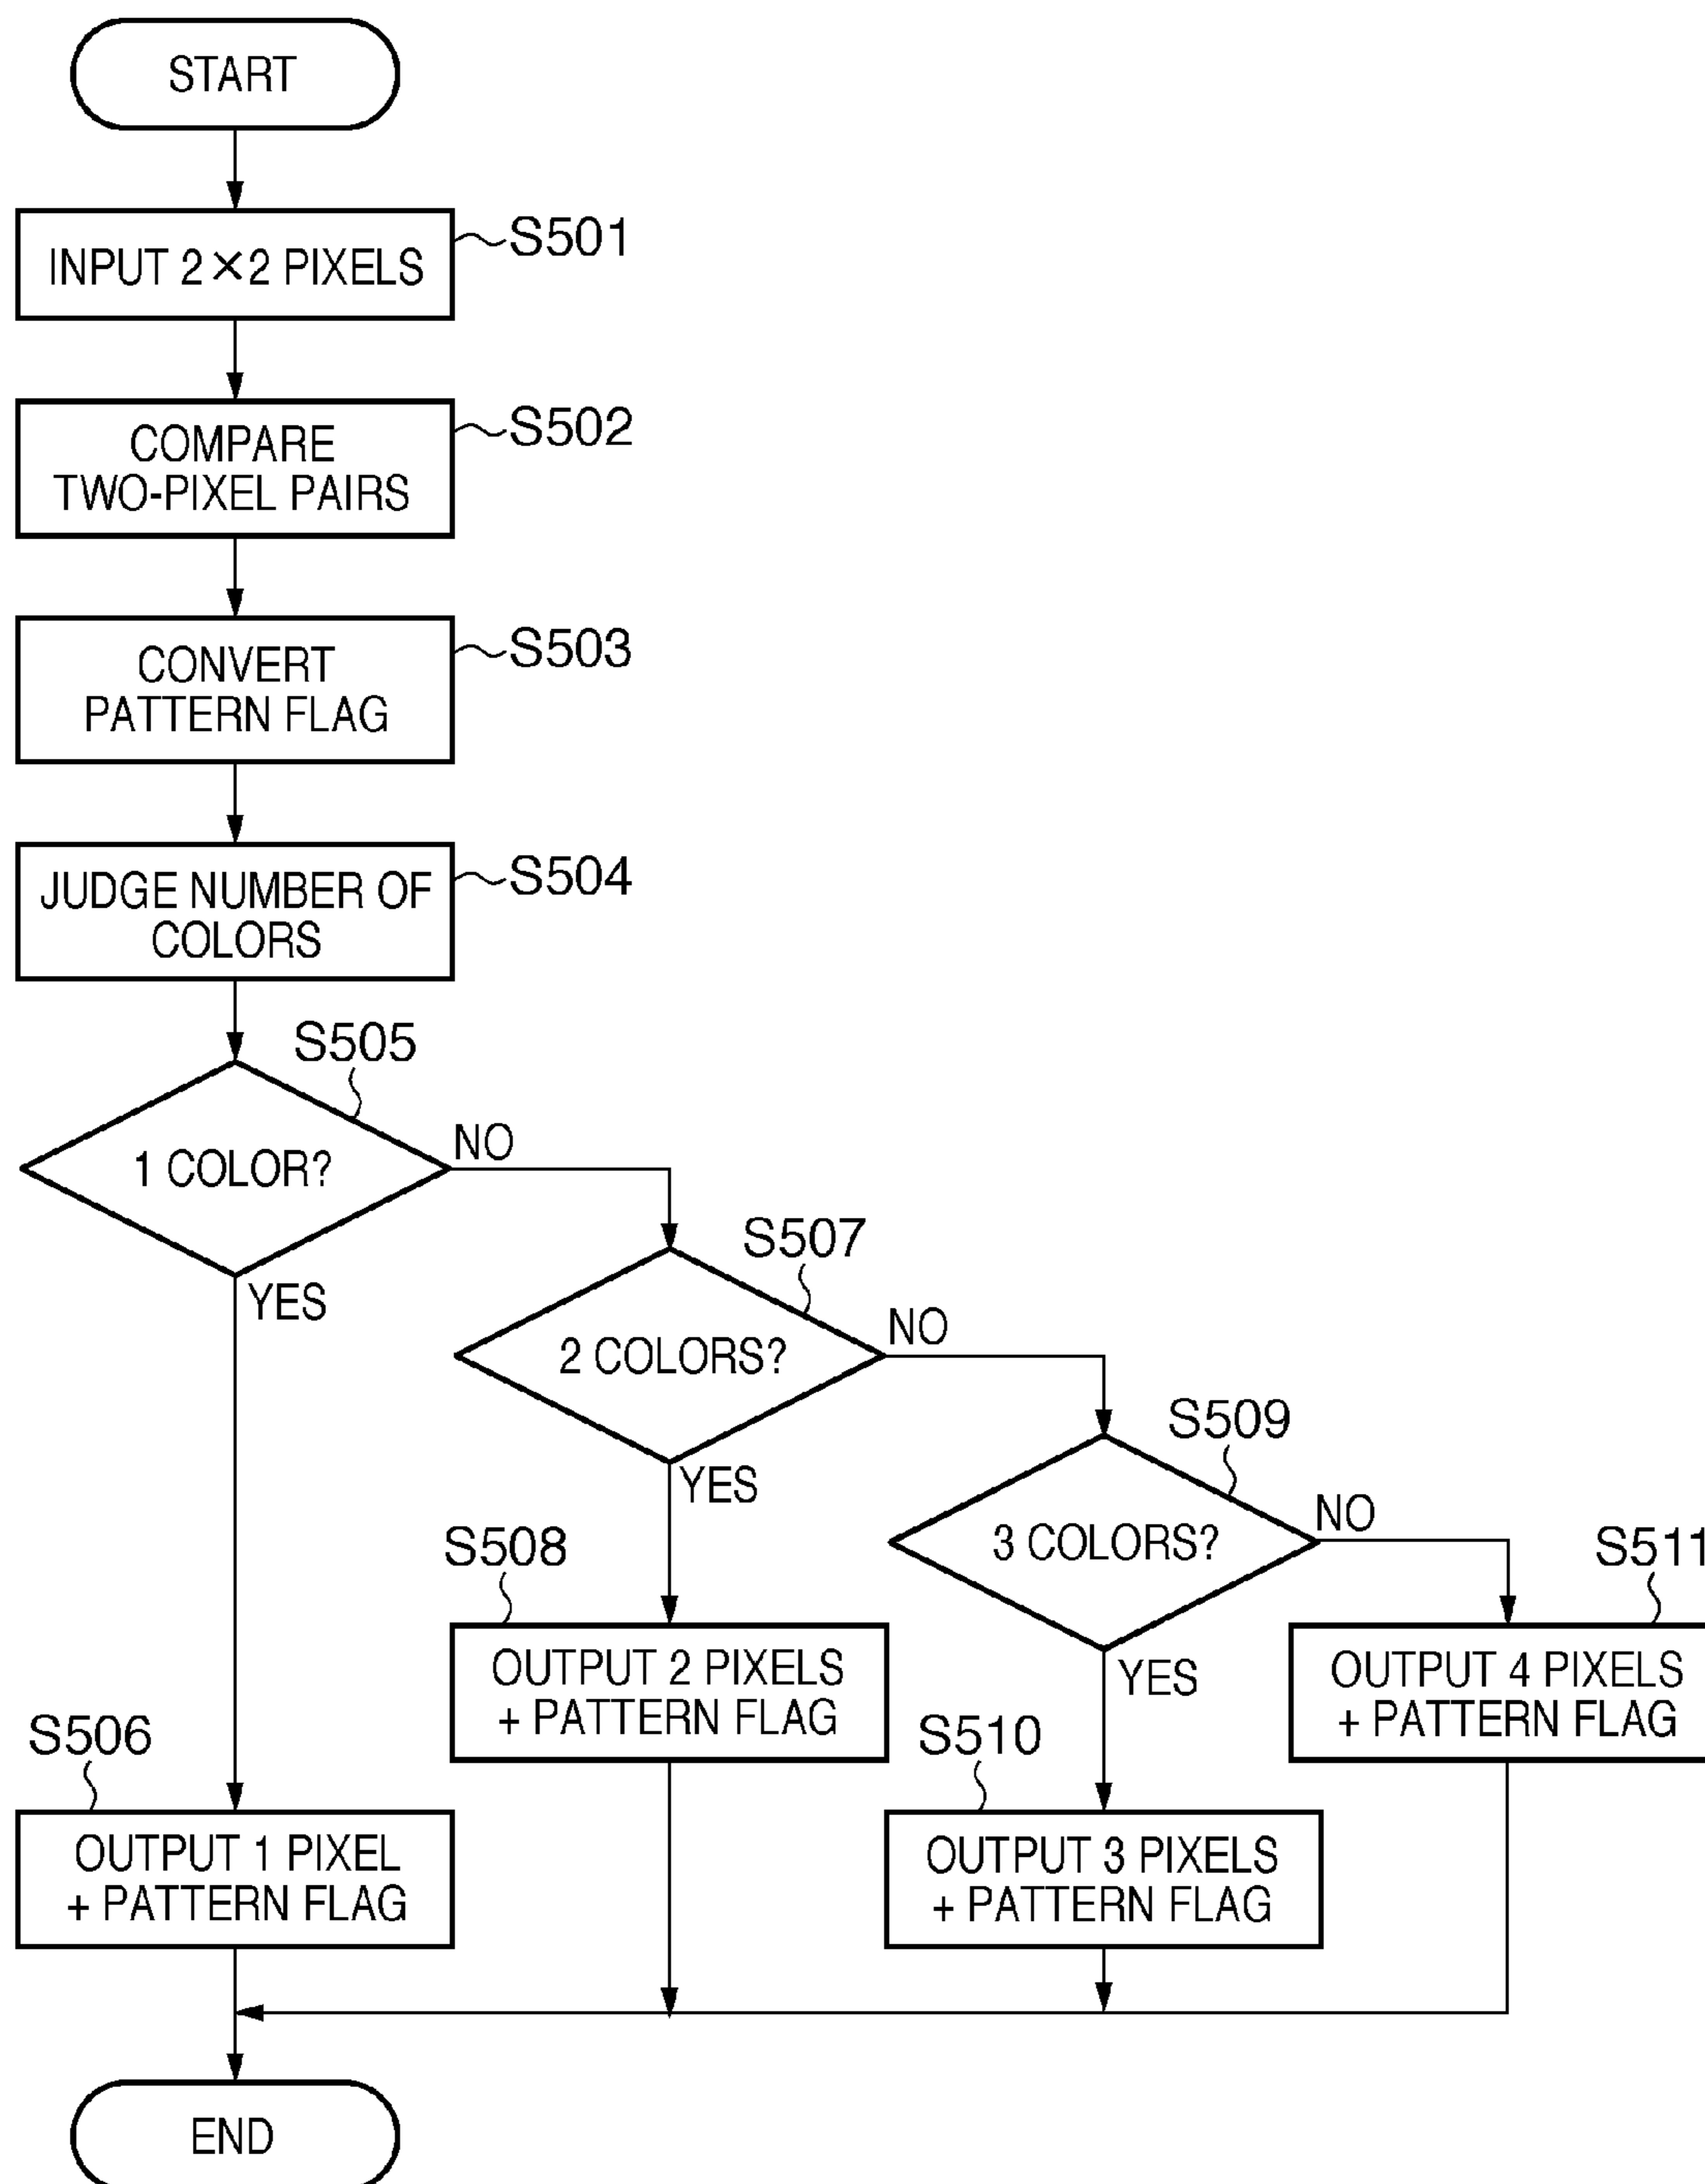 START
INPUT 2×2 PIXELS
S501
COMPARE
TWO-PIXEL PAIRS
S502
CONVERT
PATTERN FLAG
S503
JUDGE NUMBER OF
COLORS
S504
S505
1 COLOR?
NO
YES
S507
2 COLORS?
NO
YES
S509
3 COLORS?
NO
YES
S508
OUTPUT 2 PIXELS
+ PATTERN FLAG
S511
OUTPUT 4 PIXELS
+ PATTERN FLAG
S506
OUTPUT 1 PIXEL
+ PATTERN FLAG
S510
OUTPUT 3 PIXELS
+ PATTERN FLAG
END